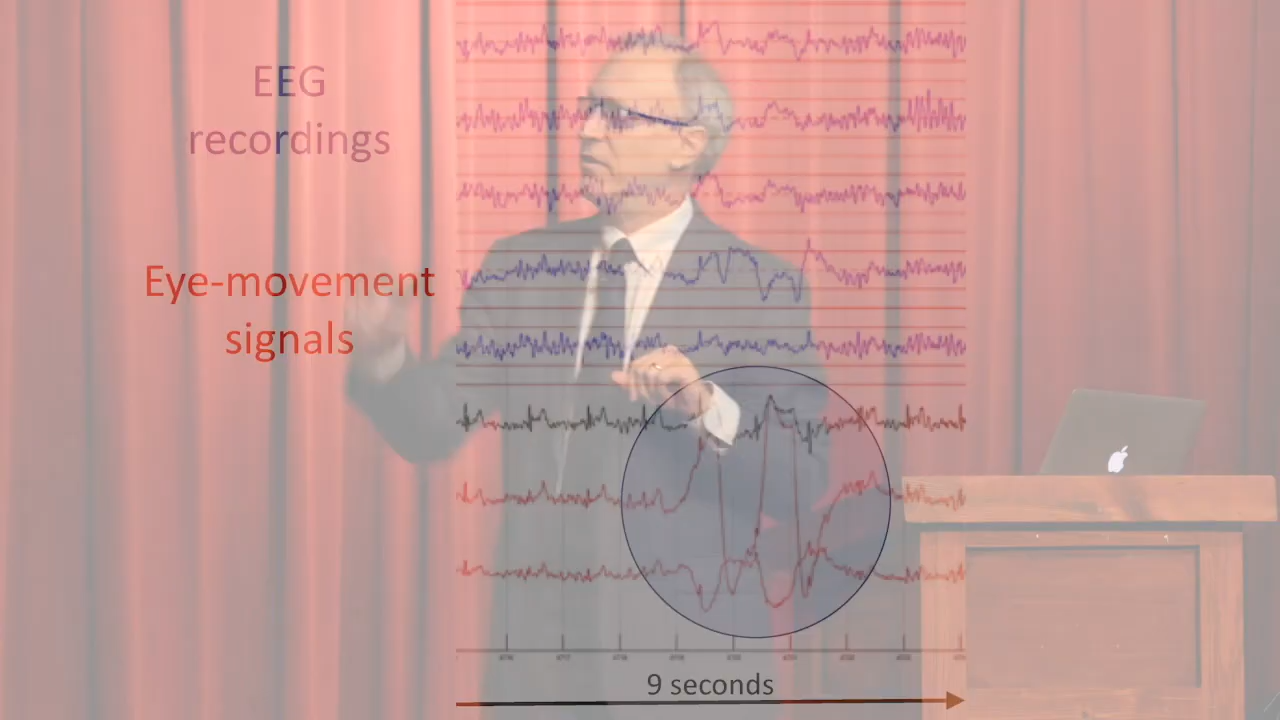 EEG
recordings
Eye-movement
signals
9 seconds